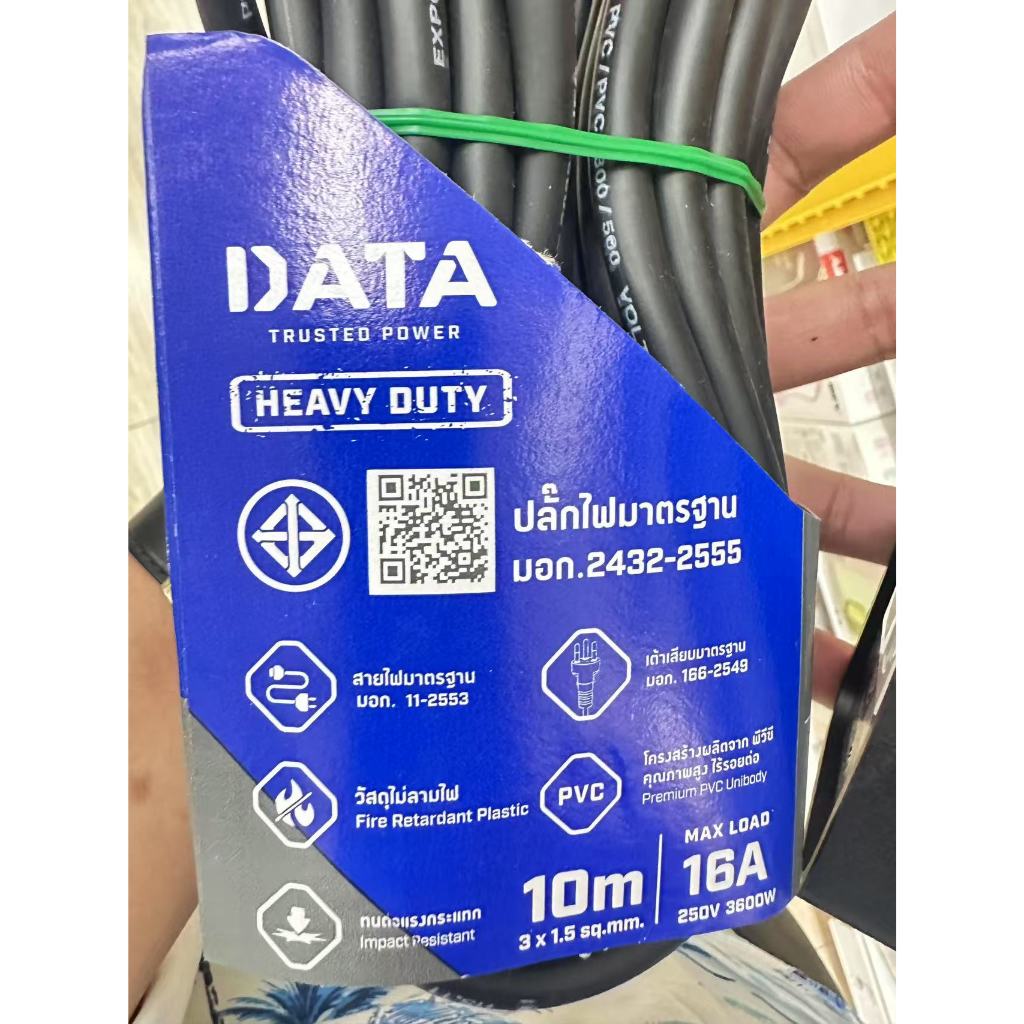 EXPO
PVC/PVC 300/500 VOLT
DATA
TRUSTED POWER
HEAVY DUTY
ปลั๊กไฟมาตรฐาน
มอก.2432-2555
สายไฟมาตรฐาน
มอก. 11-2553
เต้าเสียบมาตรฐาน
มอก. 166-2549
วัสดุไม่ลามไฟ
Fire Retardant Plastic
PVC
โครงสร้างผลิตจาก พีวีซี
คุณภาพสูง ไร้รอยต่อ
Premium PVC Unibody
ทนต่อแรงกระแทก
Impact Resistant
10m
3 x 1.5 sq.mm.
MAX LOAD
16A
250V 3600W